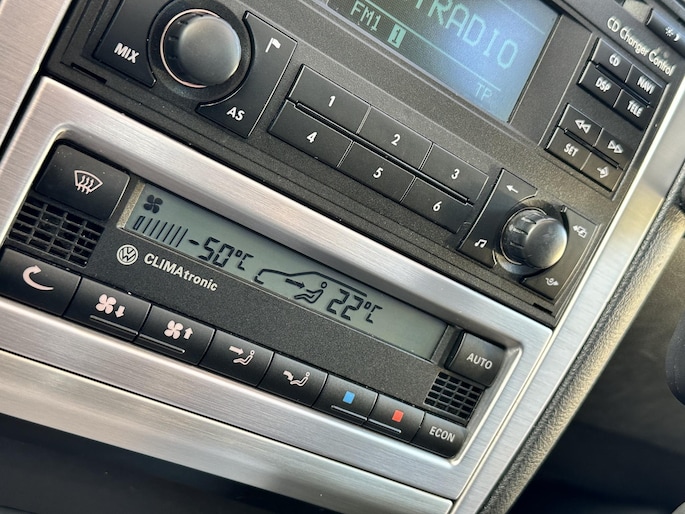 TRADIO
FM1 1
TP
CD Changer Control
MIX
AS
1
2
3
4
5
6
CD
NAVI
DSP
TELE
SET
-50°C
22°C
CLIMAtronic
AUTO
ECON